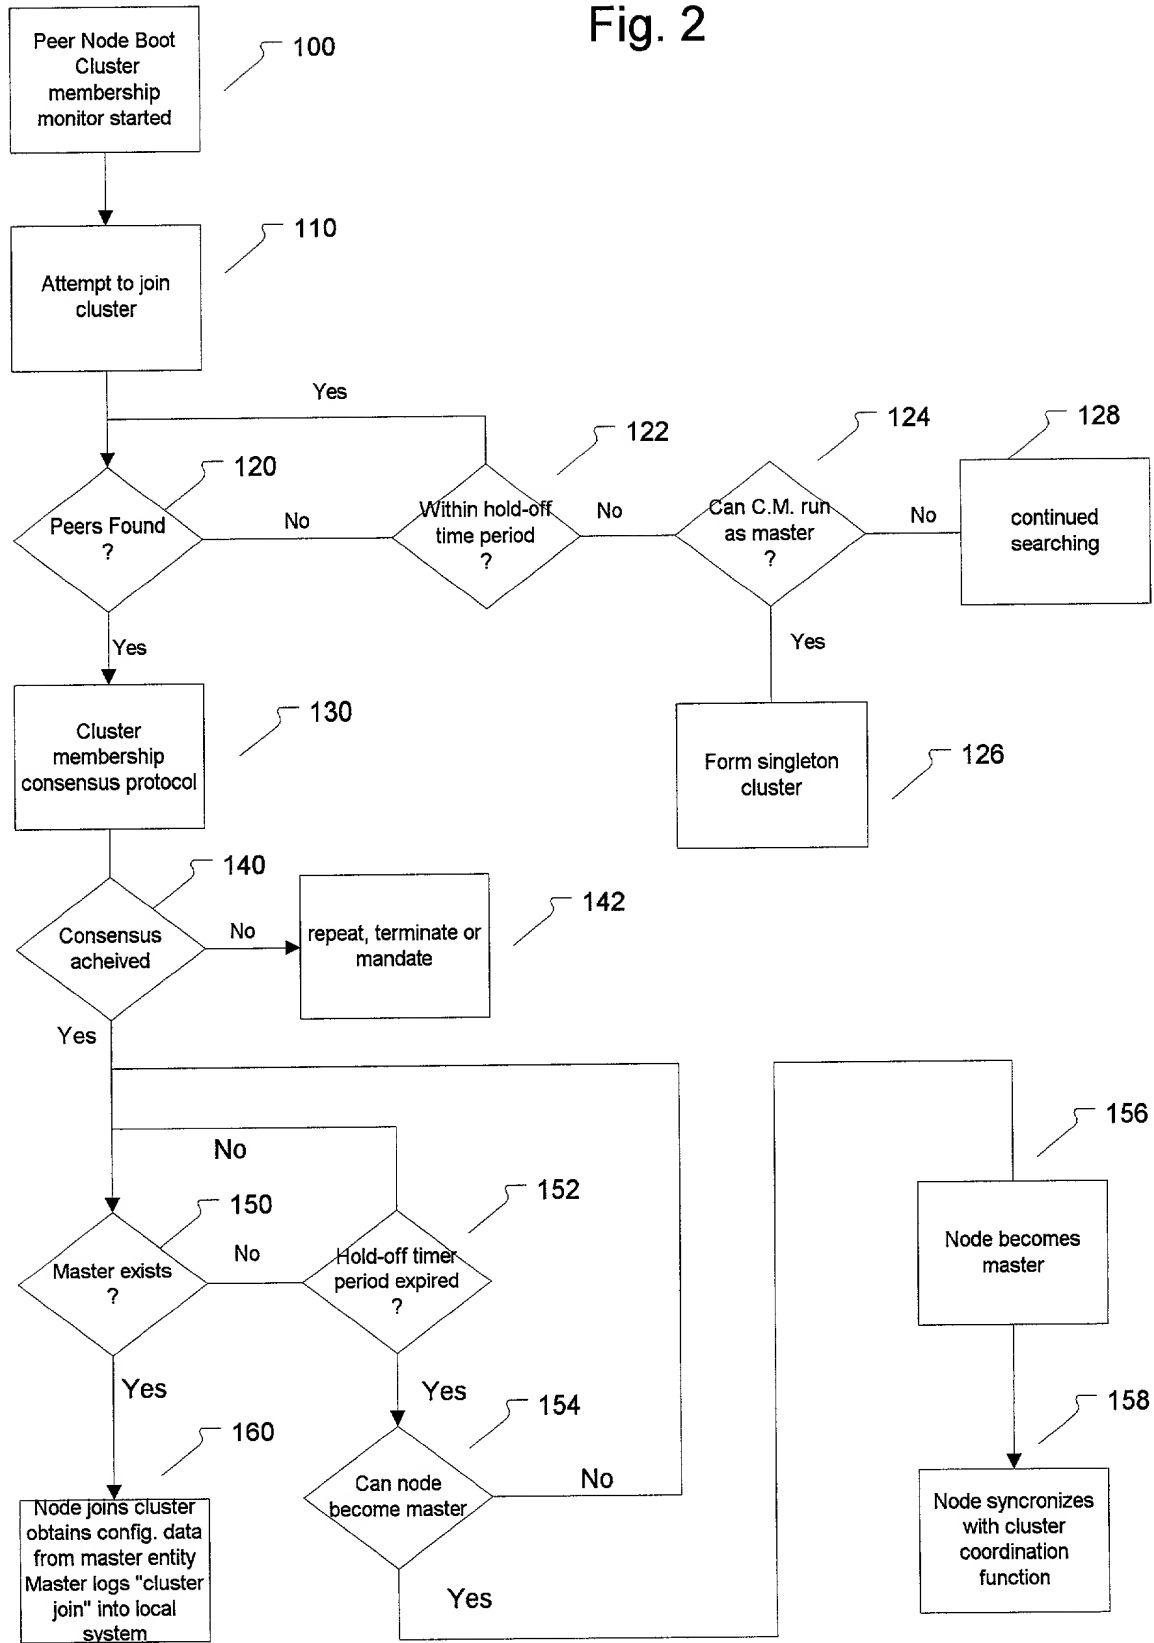 Fig. 2
Peer Node Boot
Cluster
membership
monitor started
100
110
Attempt to join
cluster
Yes
120
Peers Found
?
No
122
Within hold-off
time period
?
No
124
Can C.M. run
as master
?
No
128
continued
searching
Yes
Yes
126
Form singleton
cluster
130
Cluster
membership
consensus protocol
140
Consensus
acheived
No
142
repeat, terminate or
mandate
Yes
No
150
Master exists
?
No
152
Hold-off timer
period expired
?
156
Node becomes
master
Yes
Yes
154
Can node
become master
No
158
Node syncronizes
with cluster
coordination
function
160
Node joins cluster
obtains config. data
from master entity
Master logs "cluster
join" into local
system
Yes